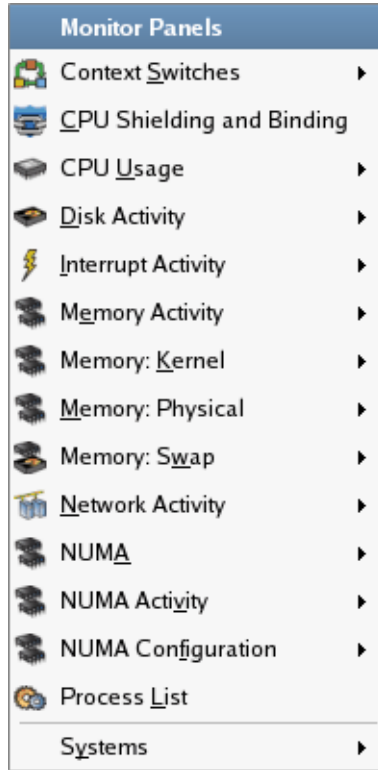 Monitor Panels
Context Switches
CPU Shielding and Binding
CPU Usage
Disk Activity
Interrupt Activity
Memory Activity
Memory: Kernel
Memory: Physical
Memory: Swap
Network Activity
NUMA
NUMA Activity
NUMA Configuration
Process List
Systems